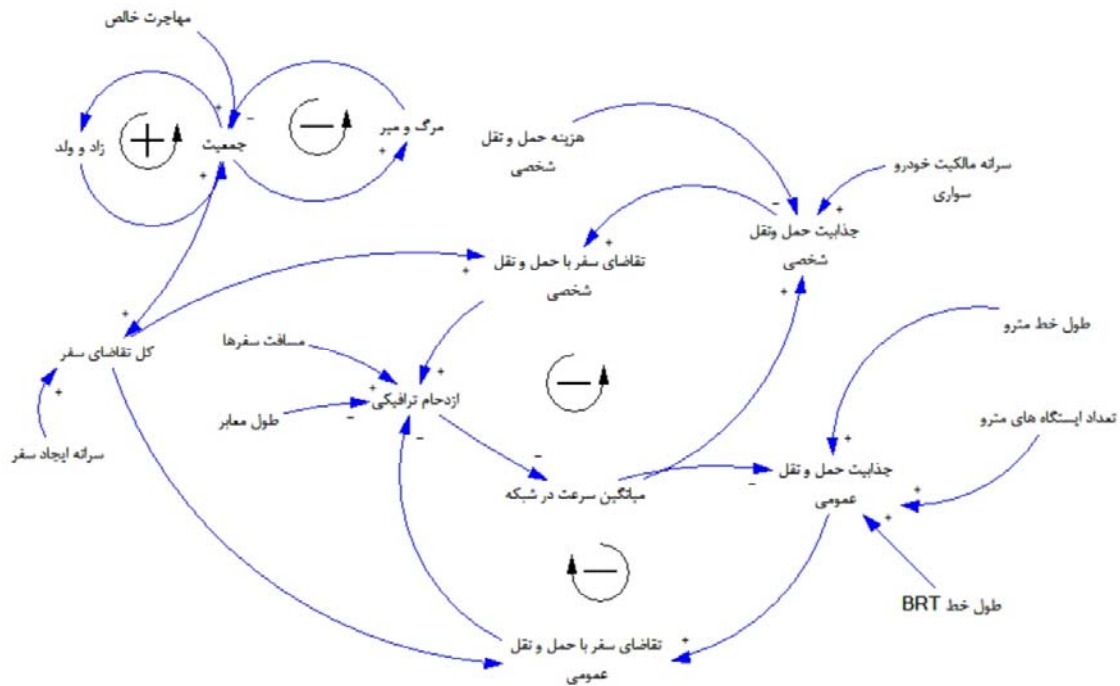 مهاجرت خالص
مرگ و میر
جمعیت
زاد و ولد
هزینه حمل و نقل
شخصی
سرانه مالکیت خودرو
سواری
جذابیت حمل ونقل
شخصی
تقاضای سفر با حمل و نقل
شخصی
طول خط مترو
کل تقاضای سفر
مسافت سفرها
ازدحام ترافیکی
طول معابر
تعداد ایستگاه های مترو
سرانه ایجاد سفر
جذابیت حمل و نقل
عمومی
میانگین سرعت در شبکه
طول خط BRT
تقاضای سفر با حمل و نقل
عمومی